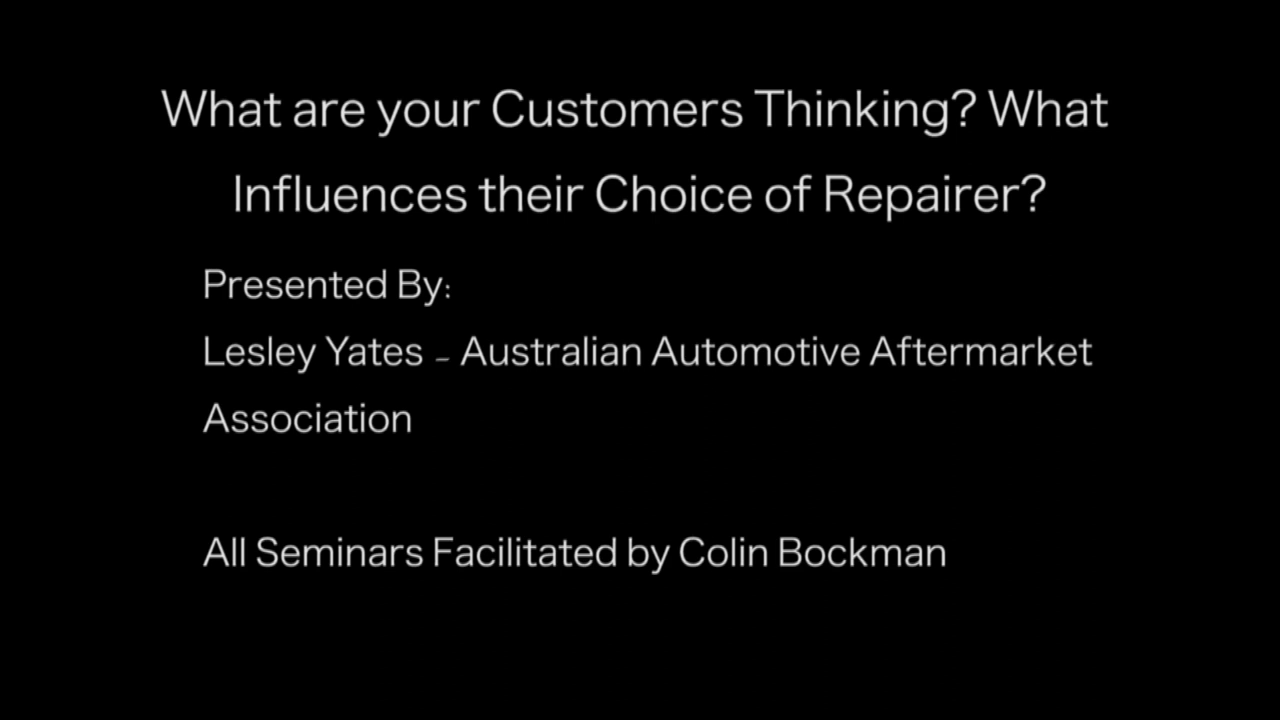 What are your Customers Thinking? What
Influences their Choice of Repairer?
Presented By:
Lesley Yates - Australian Automotive Aftermarket
Association
All Seminars Facilitated by Colin Bockman